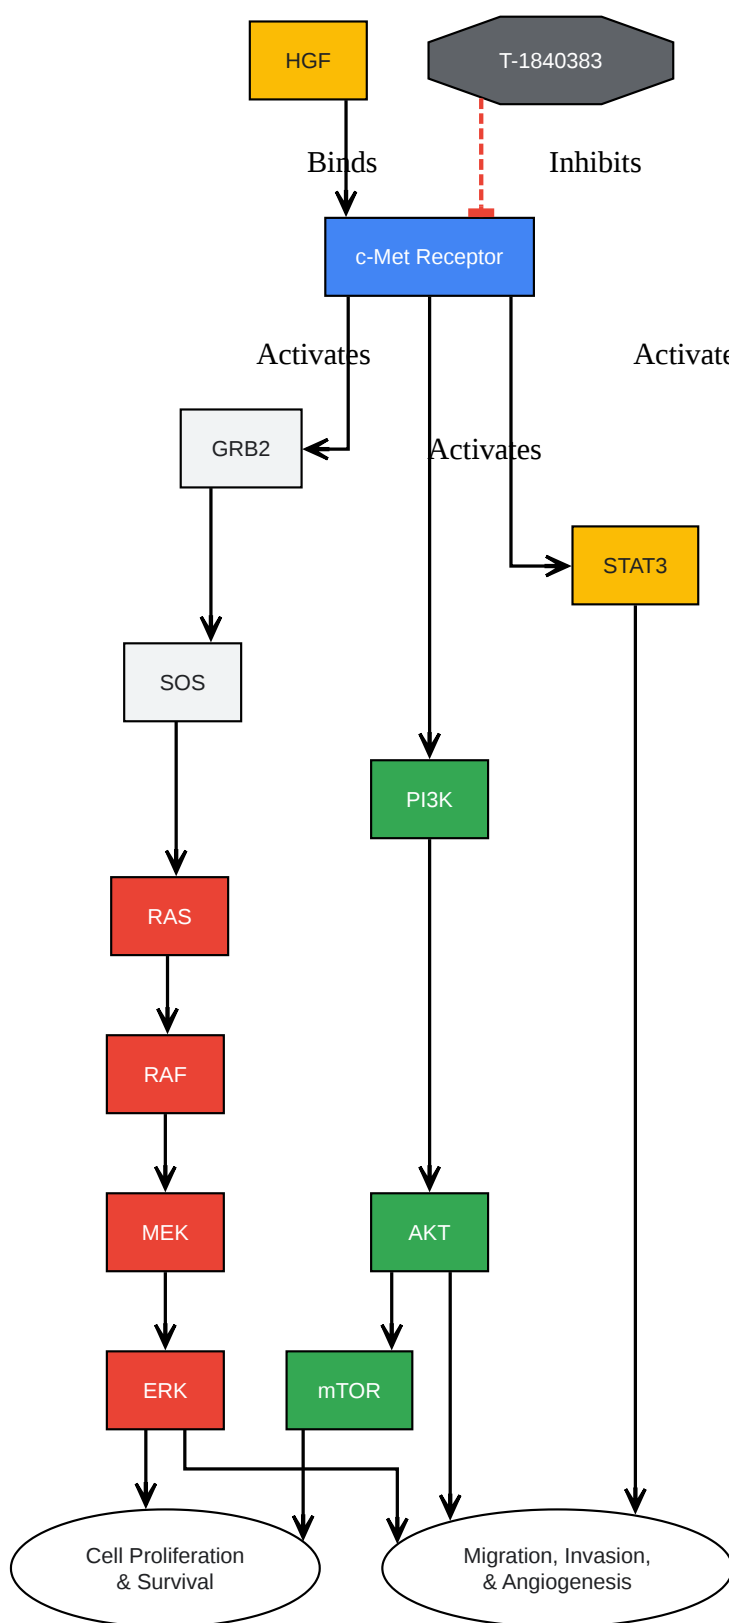 HGF
T-1840383
Binds
Inhibits
c-Met Receptor
Activates
Activate
GRB2
Activates
STAT3
SOS
PI3K
RAS
RAF
MEK
AKT
ERK
mTOR
Cell Proliferation
& Survival
Migration, Invasion,
& Angiogenesis